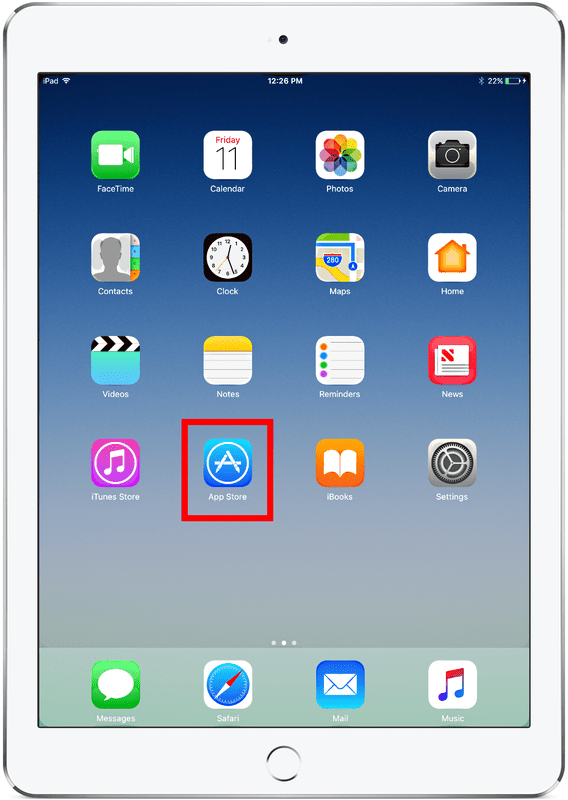 iPad 12:26 PM 22%
FaceTime
Friday
11
Calendar
Photos
Camera
Contacts
Clock
280
Maps
Home
Videos
Notes
Reminders
News
iTunes Store
App Store
iBooks
Settings
Messages
Safari
Mail
Music